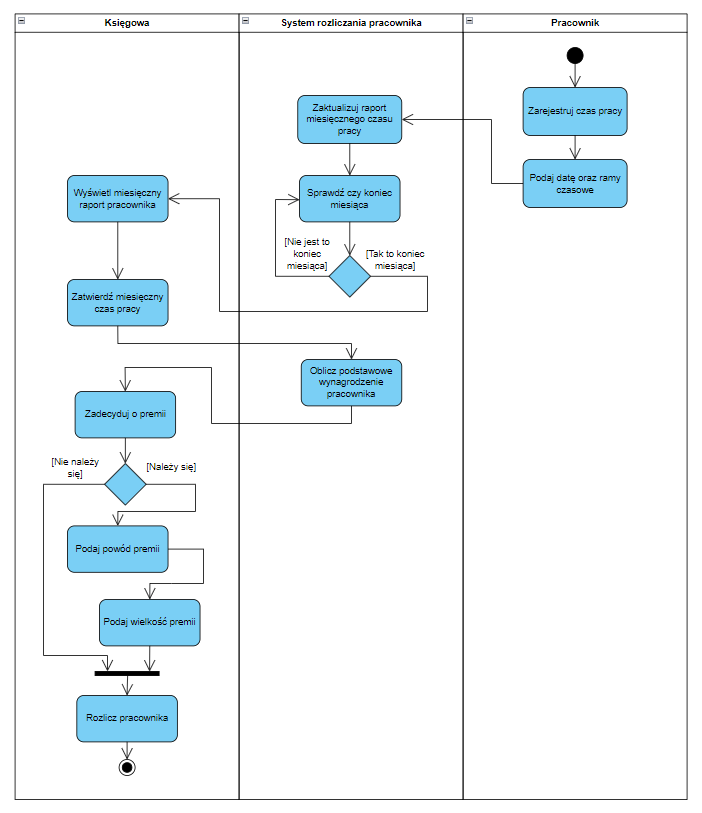 Księgowa
System rozliczania pracownika
Pracownik
Zarejestruj czas pracy
Podaj datę oraz ramy
czasowe
Zaktualizuj raport
miesięcznego czasu
pracy
Sprawdź czy koniec
miesiąca
[Nie jest to
koniec
miesiąca]
[Tak to koniec
miesiąca]
Wyświetl miesięczny
raport pracownika
Zatwierdź miesięczny
czas pracy
Oblicz podstawowe
wynagrodzenie
pracownika
Zadecyduj o premii
[Nie należy
się]
[Należy się]
Podaj powód premii
Podaj wielkość premii
Rozlicz pracownika